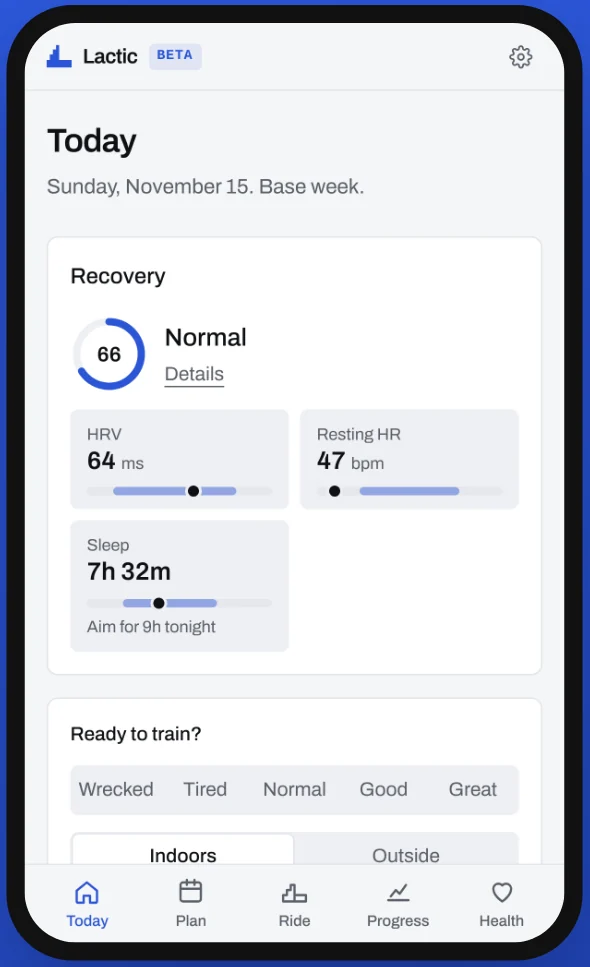 Lactic BETA
Today
Sunday, November 15. Base week.
Recovery
66
Normal
Details
HRV
64 ms
Resting HR
47 bpm
Sleep
7h 32m
Aim for 9h tonight
Ready to train?
Wrecked Tired Normal Good Great
Indoors Outside
Today Plan Ride Progress Health